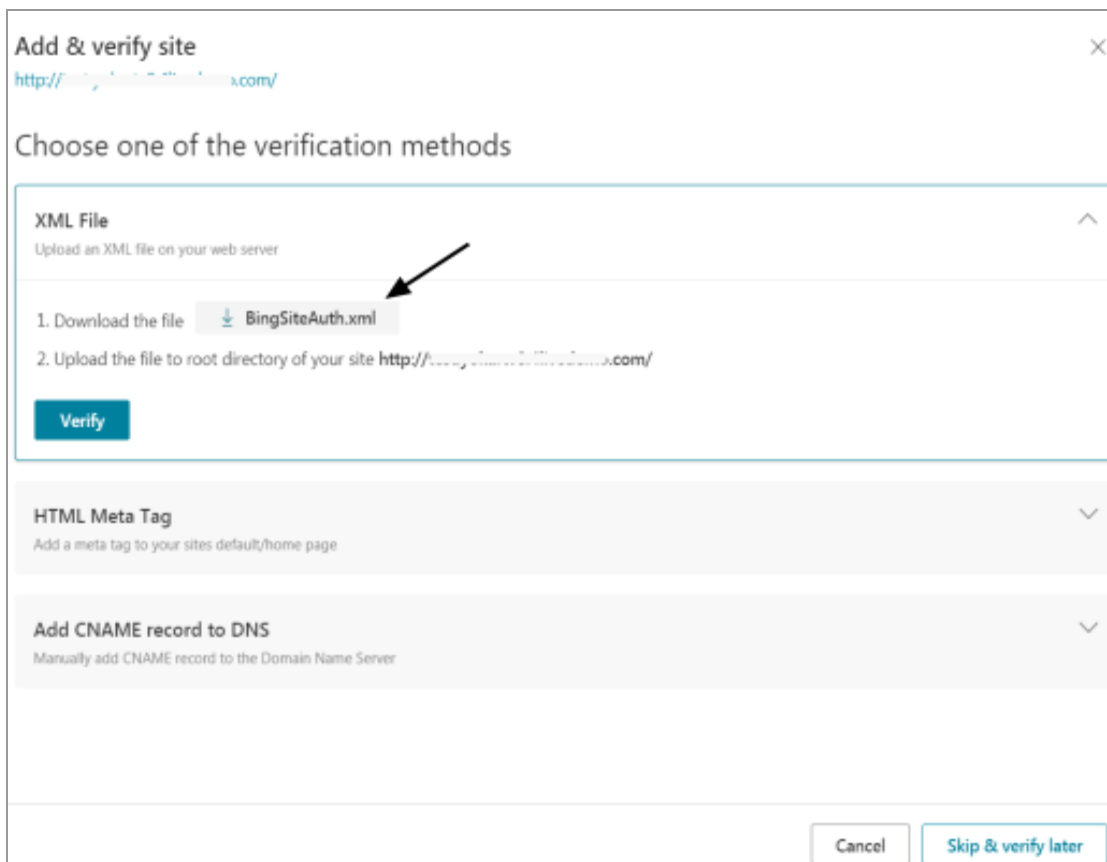 Add & verify site
http:// .com/
Choose one of the verification methods
XML File
Upload an XML file on your web server
1. Download the file BingSiteAuth.xml
2. Upload the file to root directory of your site http:// .com/
Verify
HTML Meta Tag
Add a meta tag to your sites default/home page
Add CNAME record to DNS
Manually add CNAME record to the Domain Name Server
Cancel Skip & verify later